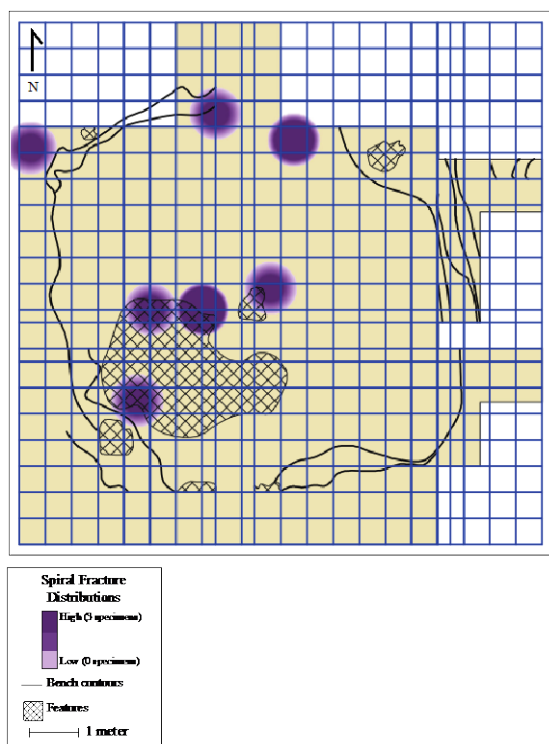 N
Spiral Fracture
Distributions
High (3 specimens)
Low (0 specimens)
Bench contours
Features
1 meter